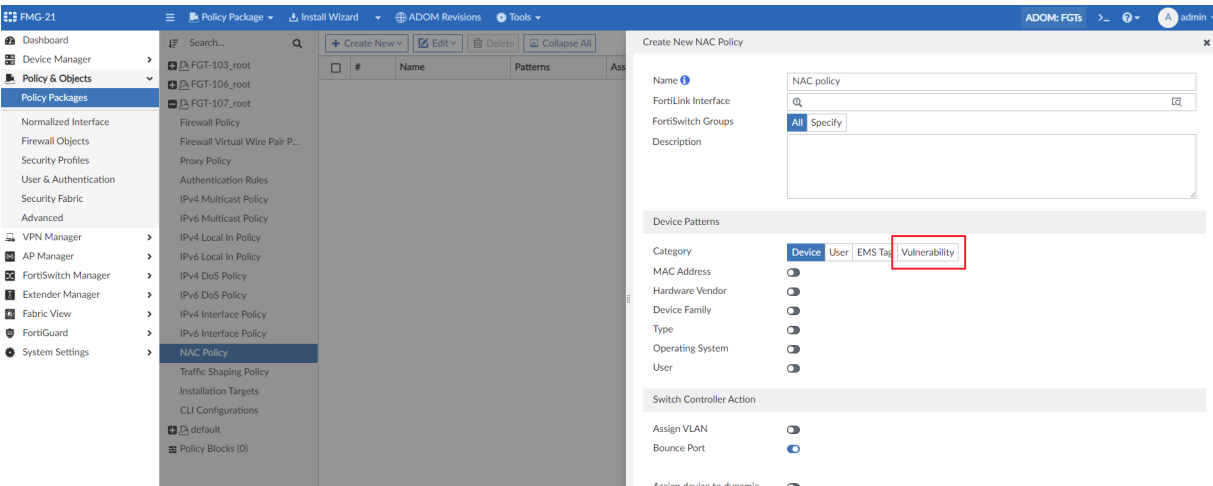 FMG-21
Policy Package
Install Wizard
ADOM Revisions
Tools
ADOM: FGTs
>_
?
A admin
Dashboard
Device Manager
Policy & Objects
Policy Packages
Normalized Interface
Firewall Objects
Security Profiles
User & Authentication
Security Fabric
Advanced
VPN Manager
AP Manager
FortiSwitch Manager
Extender Manager
Fabric View
FortiGuard
System Settings
Search...
FGT-103_root
FGT-106_root
FGT-107_root
Firewall Policy
Firewall Virtual Wire Pair P...
Proxy Policy
Authentication Rules
IPv4 Multicast Policy
IPv6 Multicast Policy
IPv4 Local In Policy
IPv6 Local In Policy
IPv4 DoS Policy
IPv6 DoS Policy
IPv4 Interface Policy
IPv6 Interface Policy
NAC Policy
Traffic Shaping Policy
Installation Targets
CLI Configurations
default
Policy Blocks (0)
+ Create New
Edit
Delete
Collapse All
# Name Patterns Ass
Create New NAC Policy
Name NAC policy
FortiLink Interface
FortiSwitch Groups All Specify
Description
Device Patterns
Category Device User EMS Tag Vulnerability
MAC Address
Hardware Vendor
Device Family
Type
Operating System
User
Switch Controller Action
Assign VLAN
Bounce Port
Assign device to dynamic